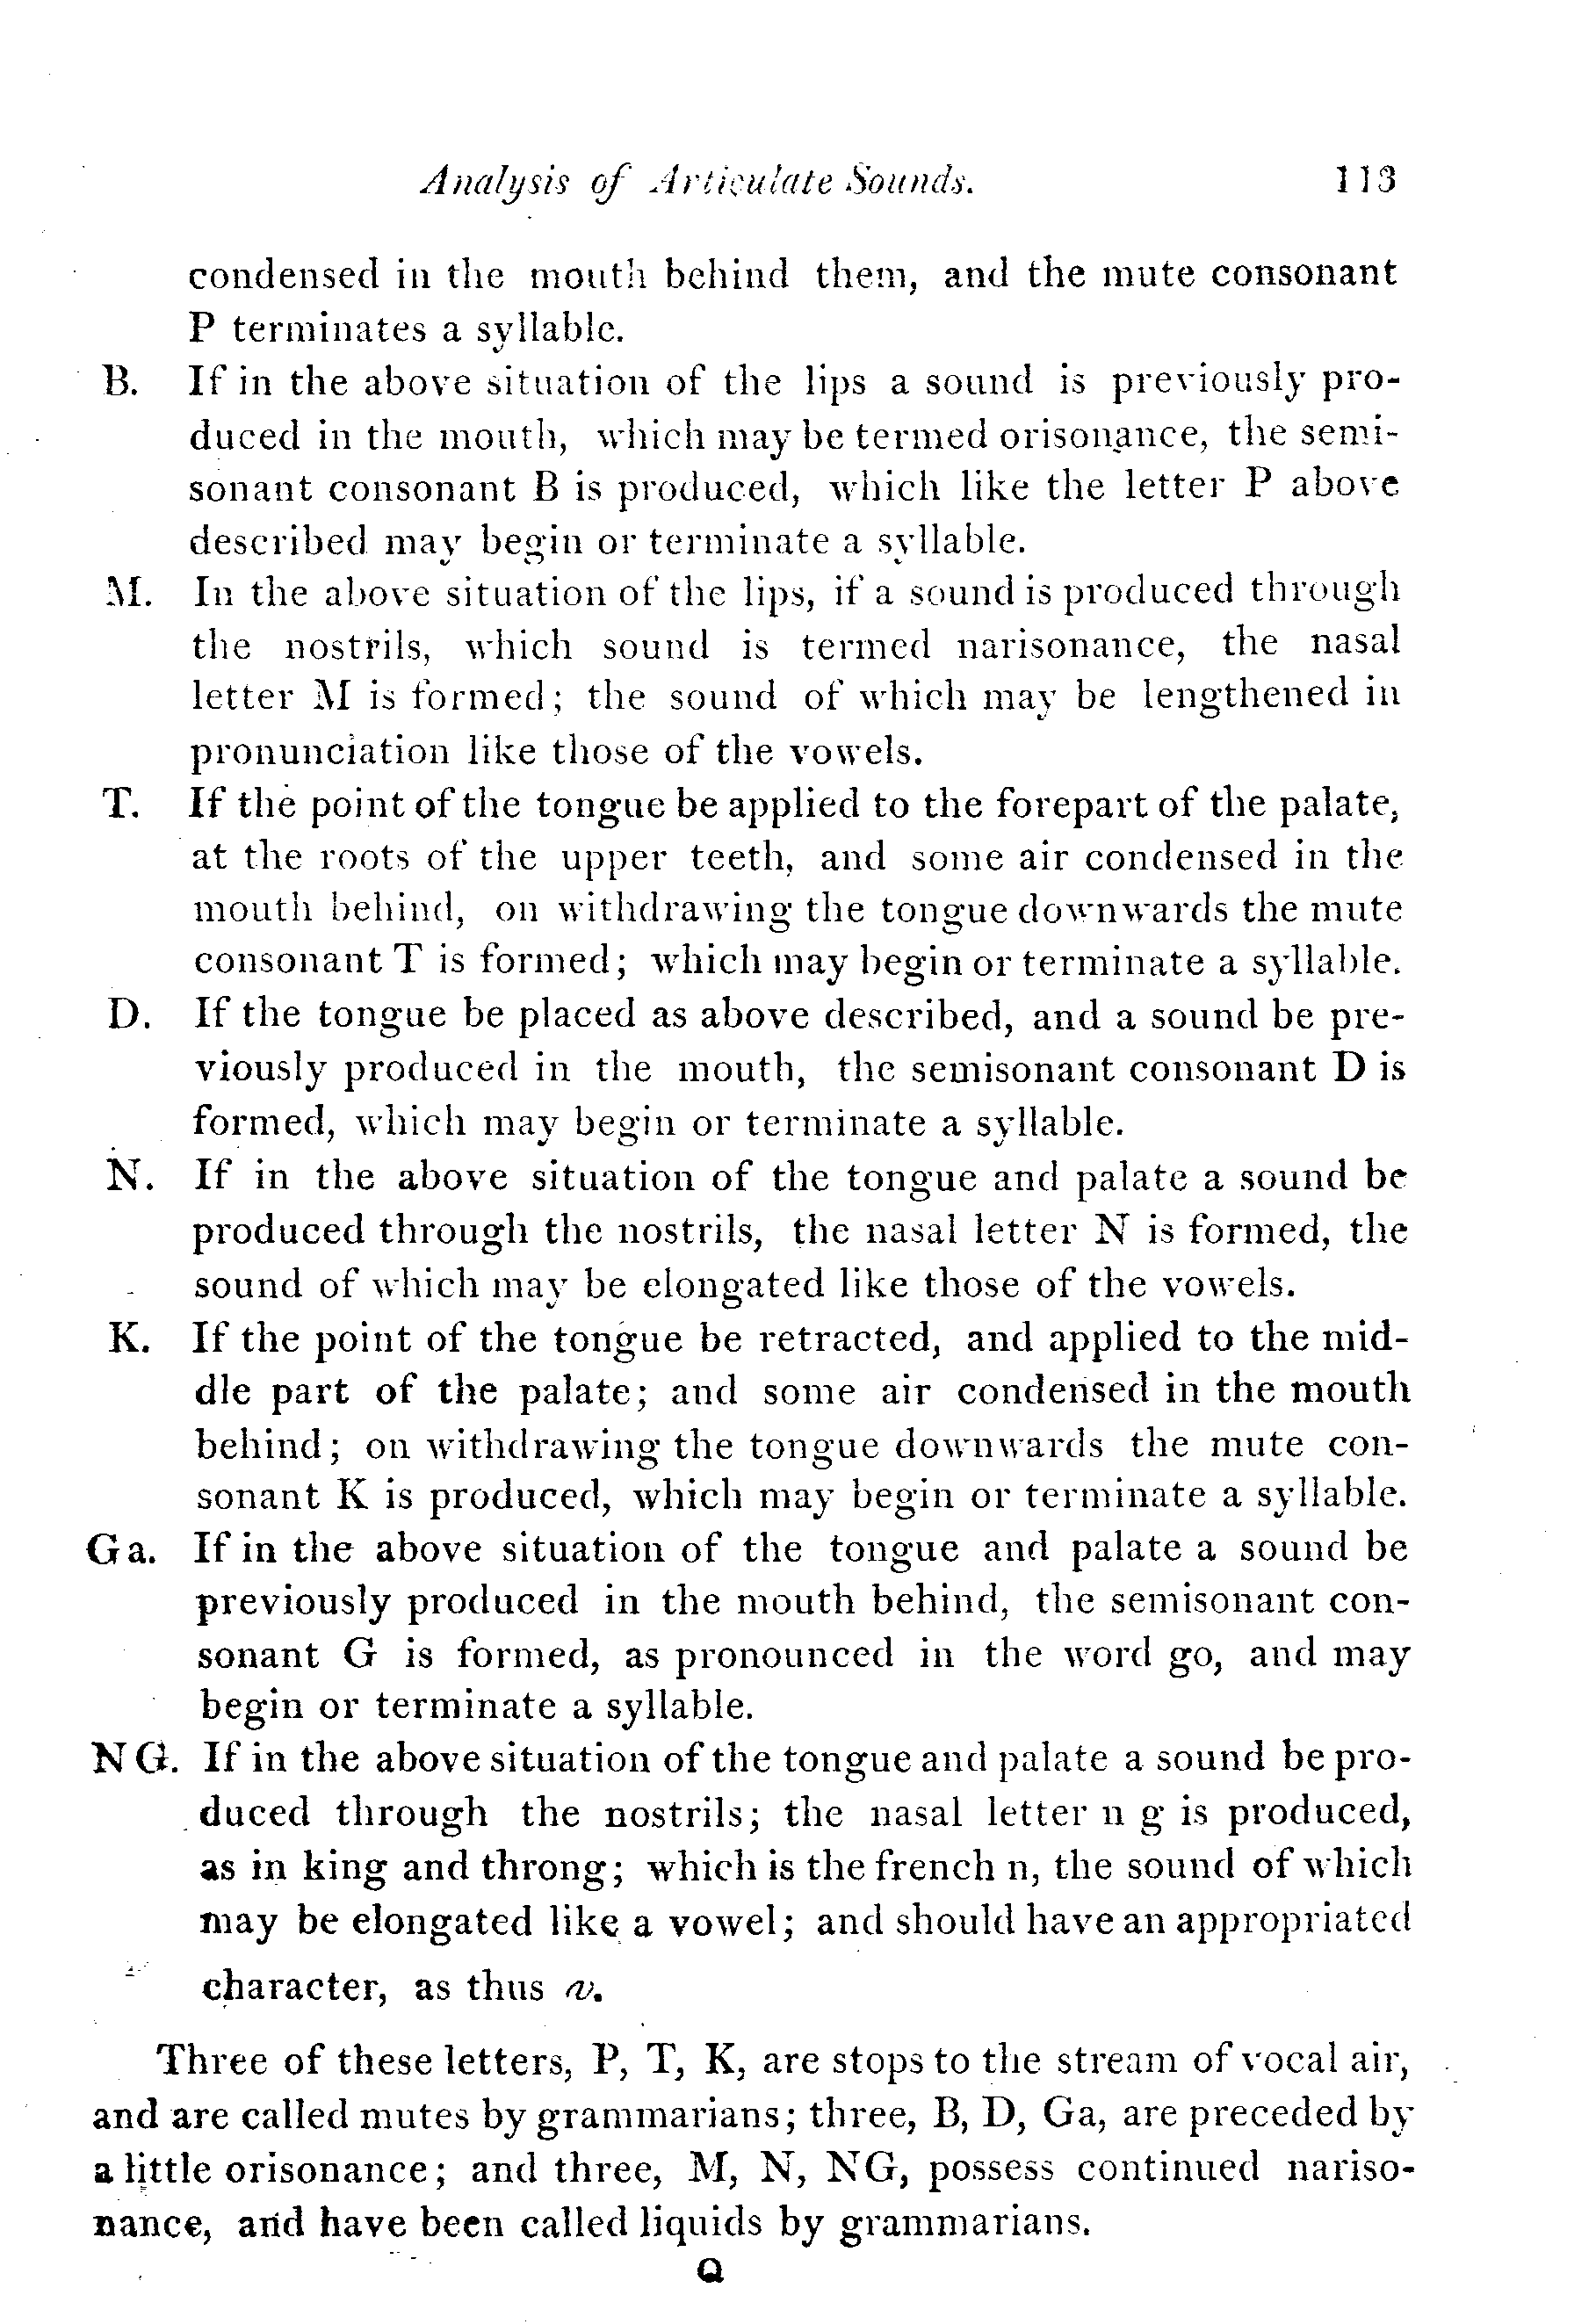 Analysis of Articulate Sounds. 113
condensed in the mouth behind them, and the mute consonant
P terminates a syllable.
B. If in the above situation of the lips a sound is previously pro-
duced in the mouth, which may be termed orisonance, the semi-
sonant consonant B is produced, which like the letter P above
described may begin or terminate a syllable.
M. In the above situation of the lips, if a sound is produced through
the nostrils, which sound is termed narisonance, the nasal
letter M is formed; the sound of which may be lengthened in
pronunciation like those of the vowels.
T. If the point of the tongue be applied to the forepart of the palate,
at the roots of the upper teeth, and some air condensed in the
mouth behind, on withdrawing the tongue downwards the mute
consonant T is formed; which may begin or terminate a syllable.
D. If the tongue be placed as above described, and a sound be pre-
viously produced in the mouth, the semisonant consonant D is
formed, which may begin or terminate a syllable.
N. If in the above situation of the tongue and palate a sound be
produced through the nostrils, the nasal letter N is formed, the
sound of which may be elongated like those of the vowels.
K. If the point of the tongue be retracted, and applied to the mid-
dle part of the palate; and some air condensed in the mouth
behind; on withdrawing the tongue downwards the mute con-
sonant K is produced, which may begin or terminate a syllable.
Ga. If in the above situation of the tongue and palate a sound be
previously produced in the mouth behind, the semisonant con-
sonant G is formed, as pronounced in the word go, and may
begin or terminate a syllable.
NG. If in the above situation of the tongue and palate a sound be pro-
duced through the nostrils; the nasal letter n g is produced,
as in king and throng; which is the french n, the sound of which
may be elongated like a vowel; and should have an appropriated
character, as thus v.
Three of these letters, P, T, K, are stops to the stream of vocal air,
and are called mutes by grammarians; three, B, D, Ga, are preceded by
a little orisonance; and three, M, N, NG, possess continued nariso-
nance, and have been called liquids by grammarians.
Q